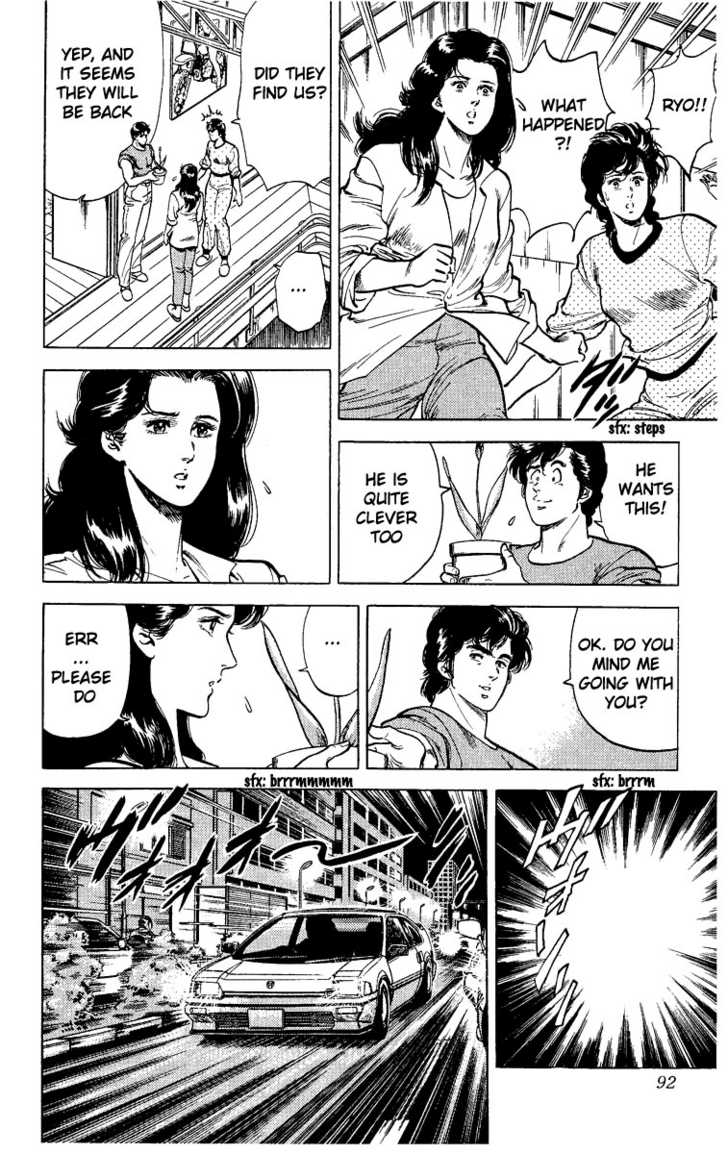 RYO!!
WHAT
HAPPENED
?!
sfx: steps
ダッ
DID THEY
FIND US?
YEP, AND
IT SEEMS
THEY WILL
BE BACK
...
HE
WANTS
THIS!
HE IS
QUITE
CLEVER
TOO
OK. DO YOU
MIND ME
GOING WITH
YOU?
...
ERR
...
PLEASE
DO
sfx: brrrm
sfx: brrrmmmmm
92